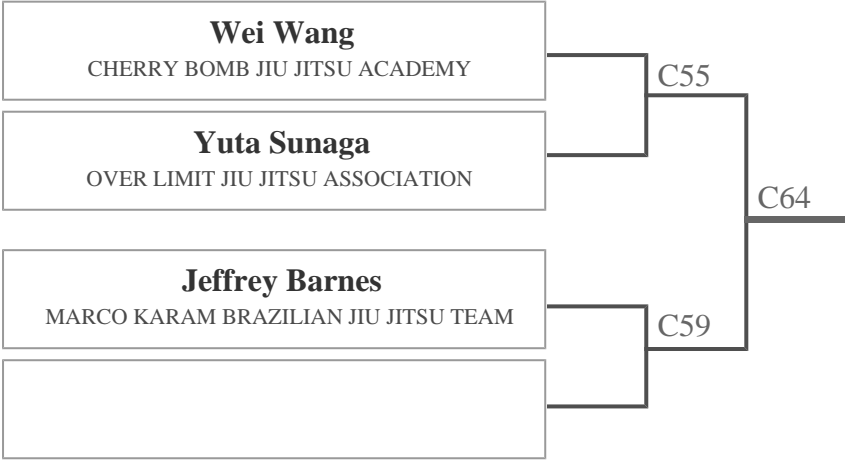 Wei Wang
CHERRY BOMB JIU JITSU ACADEMY
C55
Yuta Sunaga
OVER LIMIT JIU JITSU ASSOCIATION
C64
Jeffrey Barnes
MARCO KARAM BRAZILIAN JIU JITSU TEAM
C59